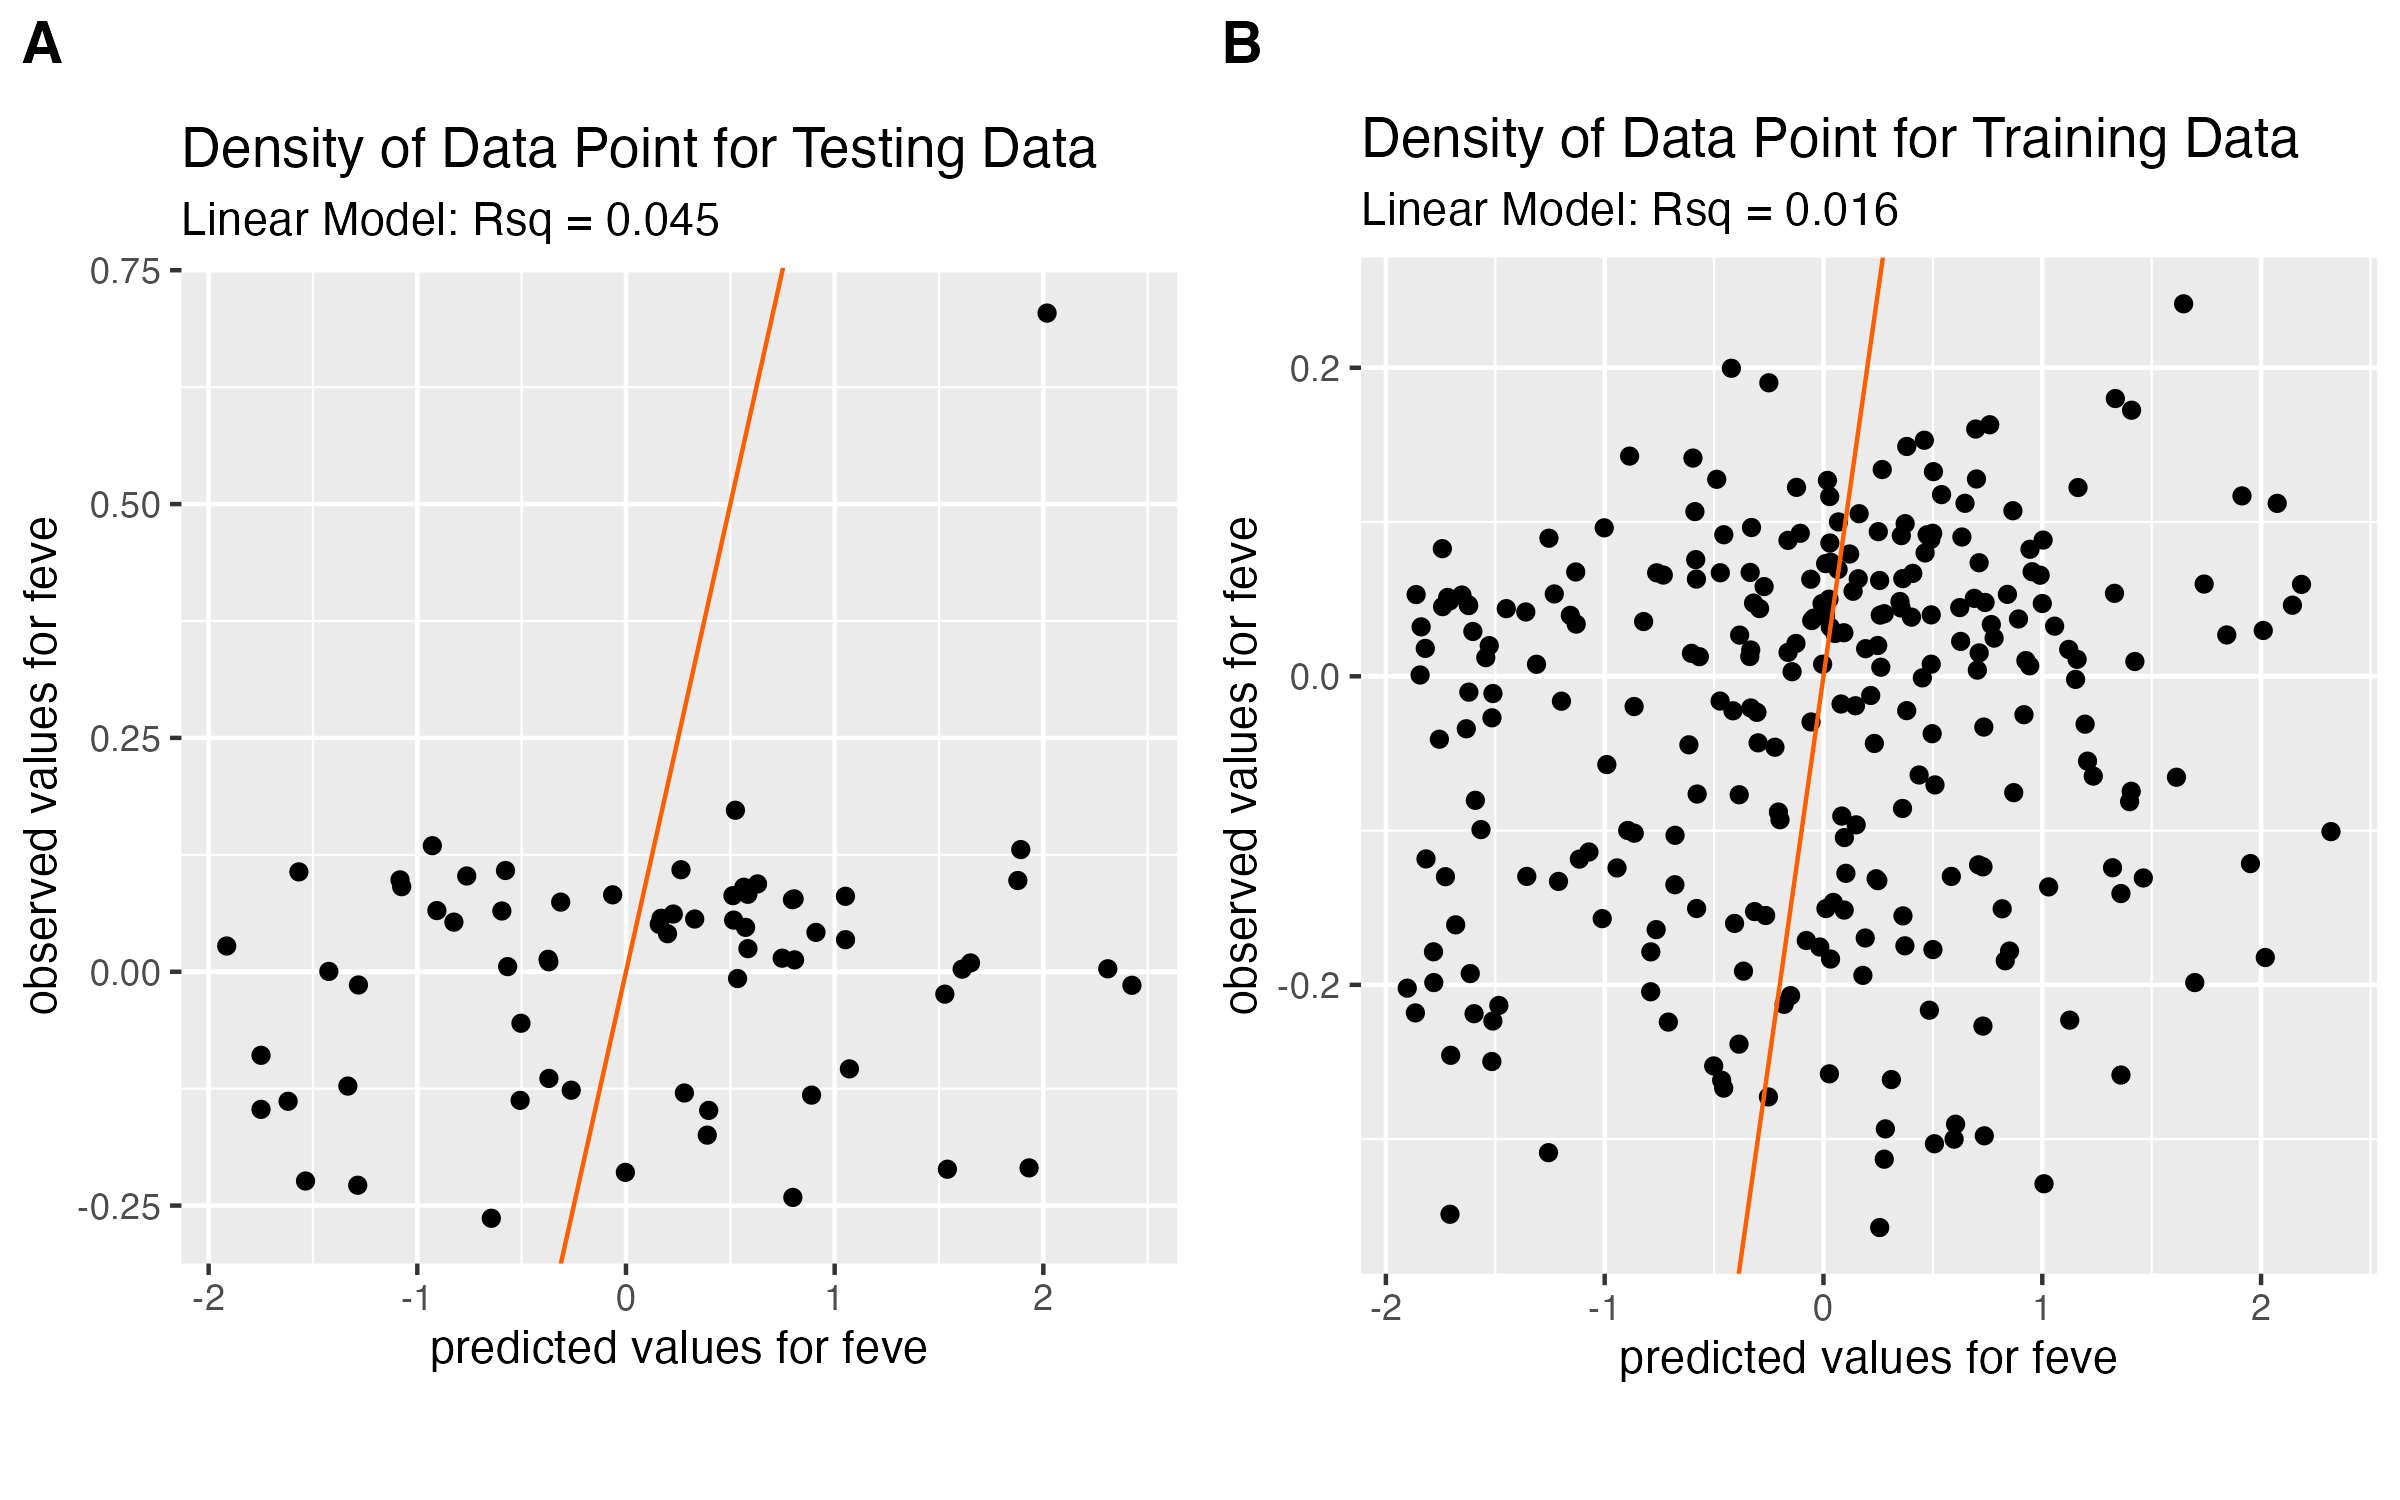 A
Density of Data Point for Testing Data
Linear Model: Rsq = 0.045
0.75
0.50
0.25
0.00
-0.25
observed values for feve
-2 -1 0 1 2
predicted values for feve
B
Density of Data Point for Training Data
Linear Model: Rsq = 0.016
0.2
0.0
-0.2
observed values for feve
-2 -1 0 1 2
predicted values for feve